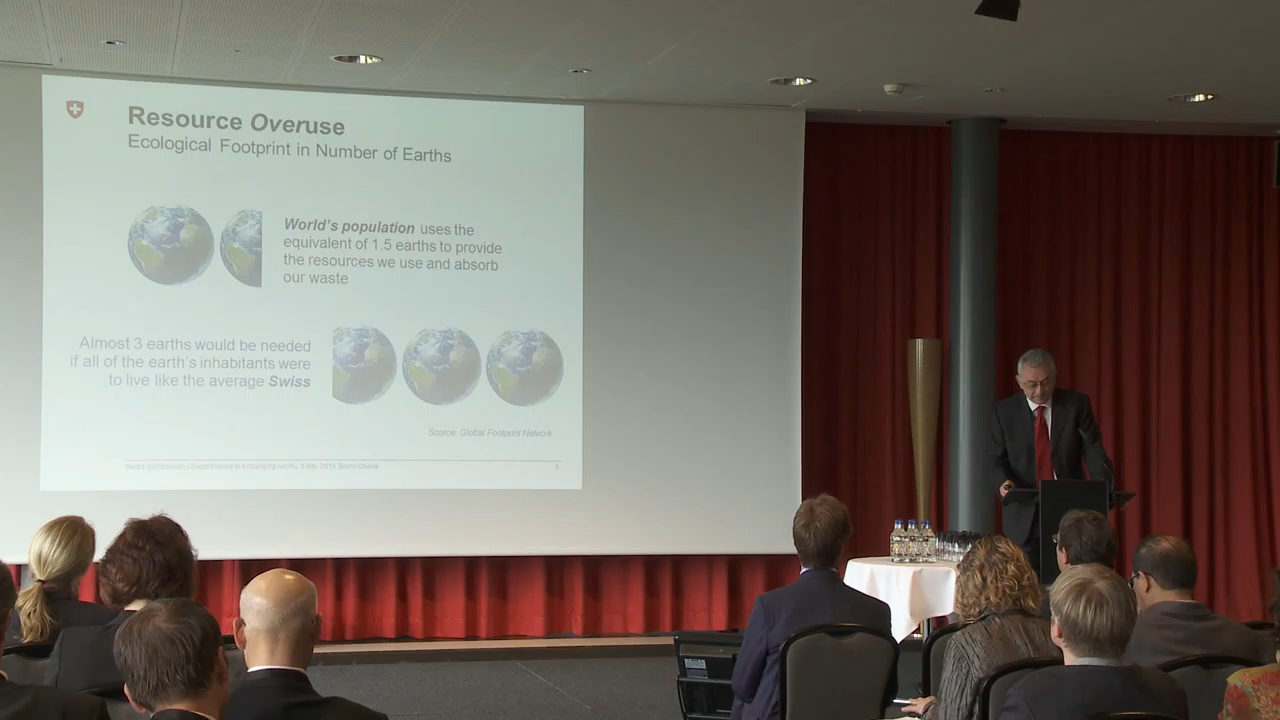 Resource Overuse
Ecological Footprint in Number of Earths
World's population uses the
equivalent of 1.5 earths to provide
the resources we use and absorb
our waste
Almost 3 earths would be needed
if all of the earth's inhabitants were
to live like the average Swiss
Source: Global Footprint Network